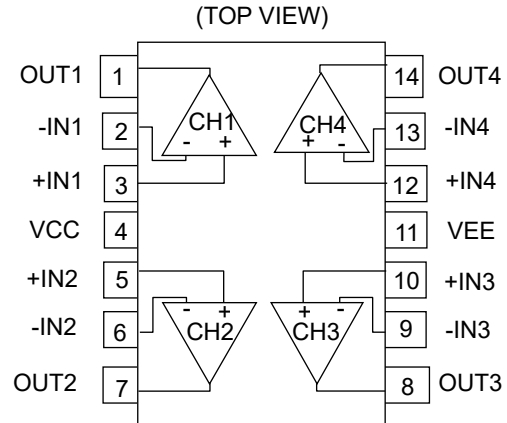 (TOP VIEW)
OUT1 1 14 OUT4
-IN1 2 CH1 CH4 13 -IN4
- + + -
+IN1 3 12 +IN4
VCC 4 11 VEE
+IN2 5 10 +IN3
- + + -
-IN2 6 CH2 CH3 9 -IN3
OUT2 7 8 OUT3